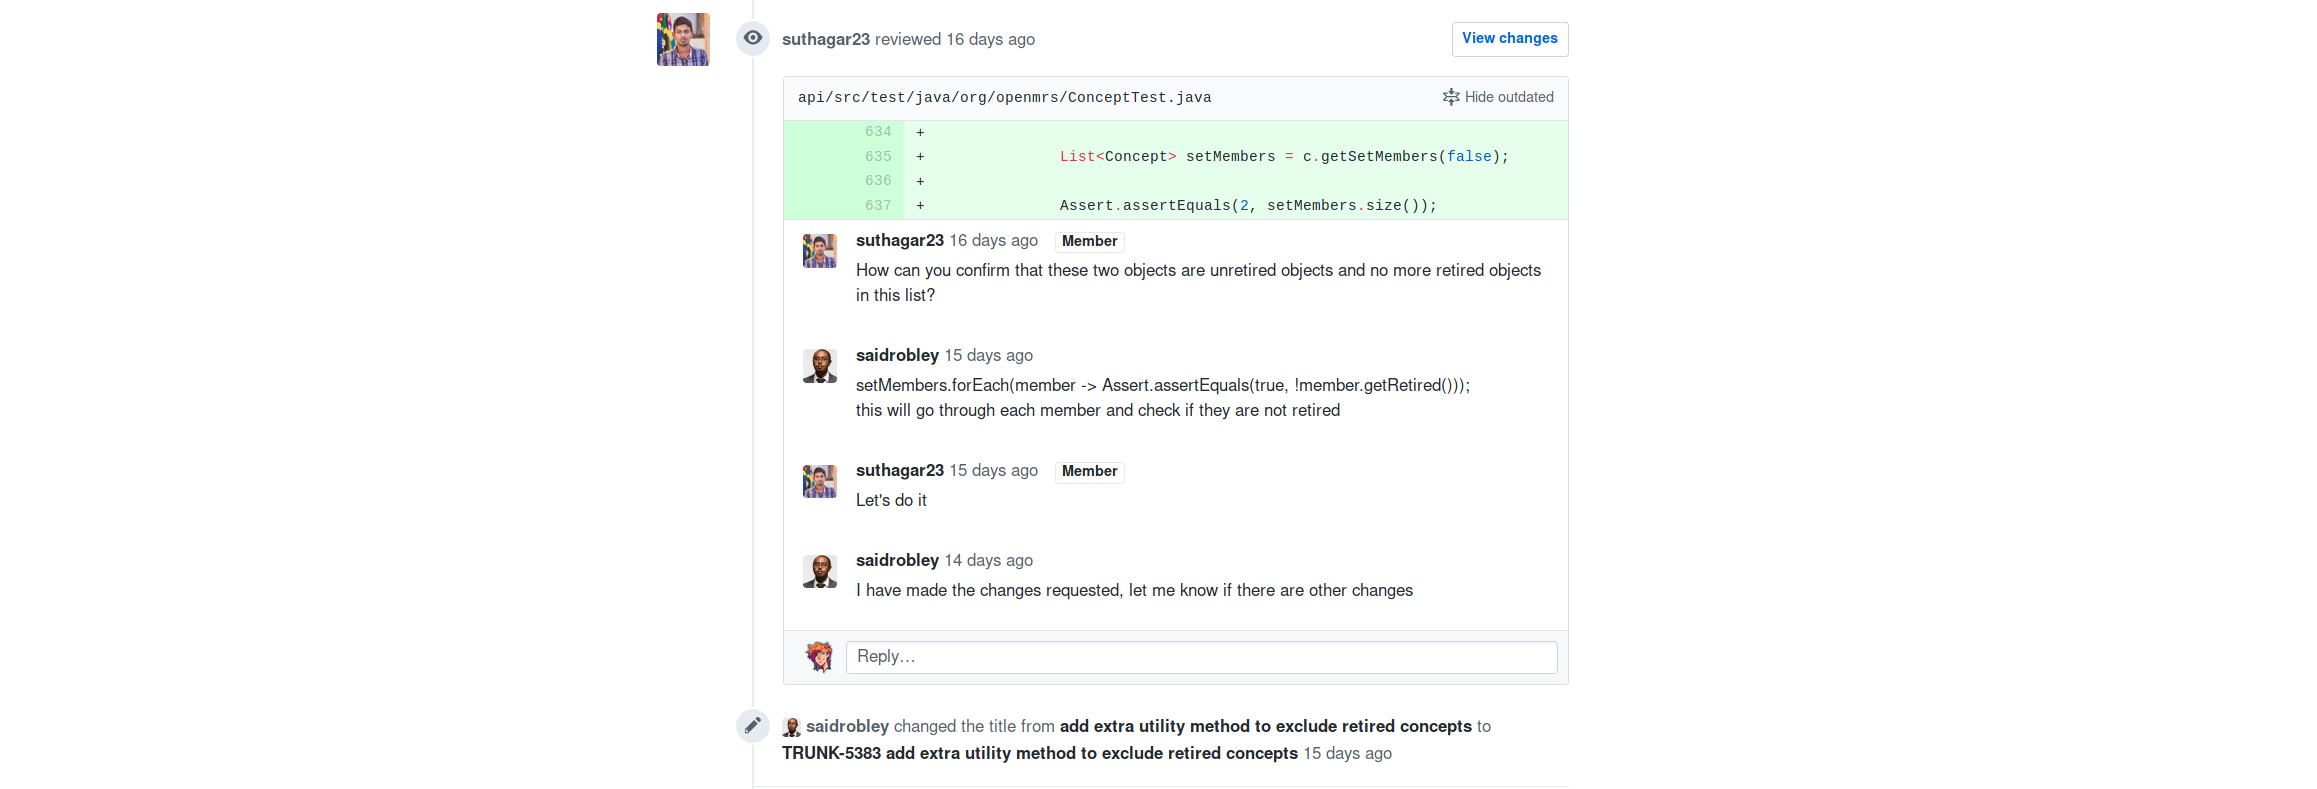 suthagar23 reviewed 16 days ago
View changes
api/src/test/java/org/openmrs/ConceptTest.java
Hide outdated
634 +
635 + List<Concept> setMembers = c.getSetMembers(false);
636 +
637 + Assert.assertEquals(2, setMembers.size());
suthagar23 16 days ago Member
How can you confirm that these two objects are unretired objects and no more retired objects
in this list?
saidrobley 15 days ago
setMembers.forEach(member -> Assert.assertEquals(true, !member.getRetired()));
this will go through each member and check if they are not retired
suthagar23 15 days ago Member
Let's do it
saidrobley 14 days ago
I have made the changes requested, let me know if there are other changes
Reply…
saidrobley changed the title from add extra utility method to exclude retired concepts to
TRUNK-5383 add extra utility method to exclude retired concepts 15 days ago